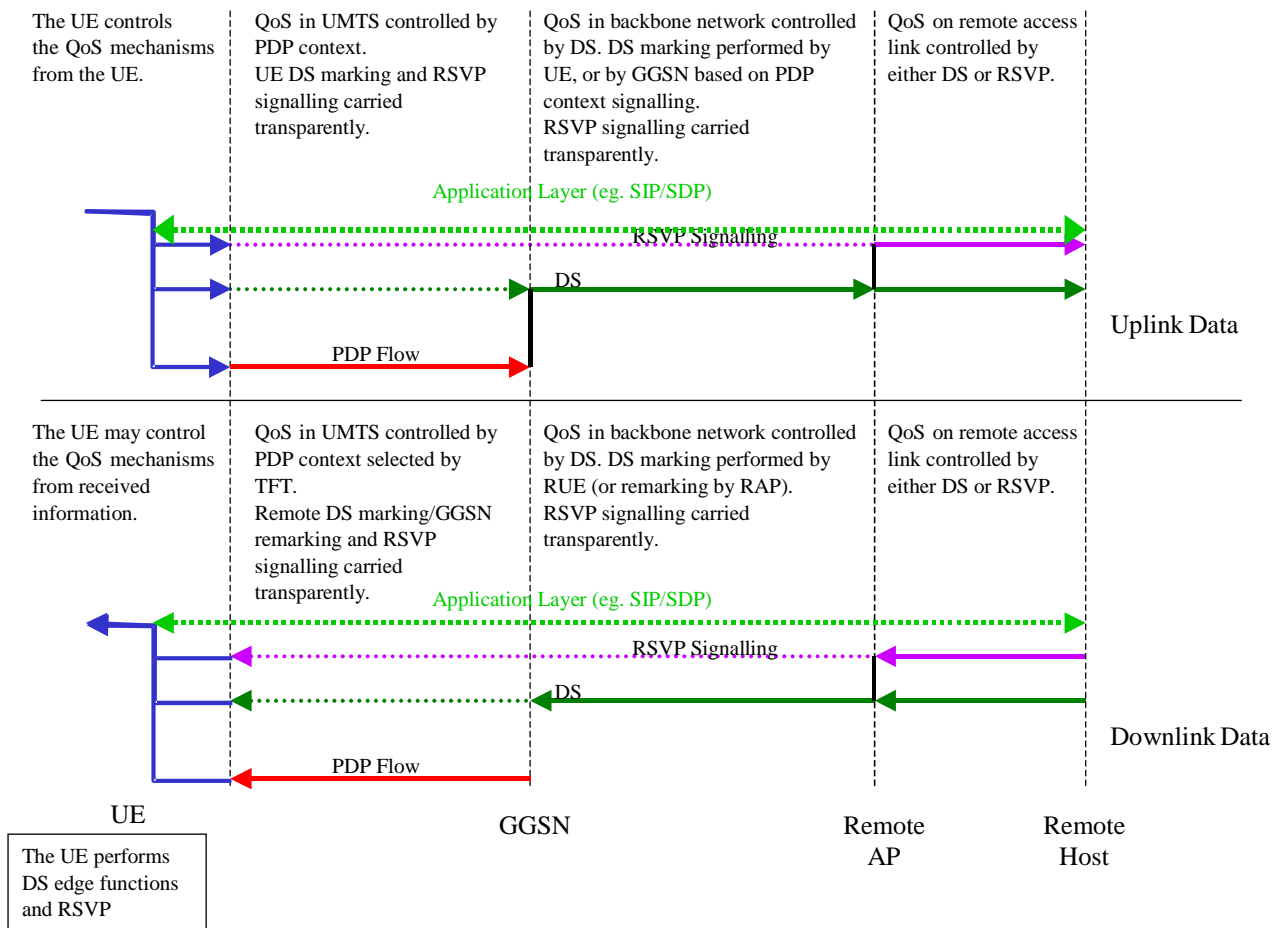 The UE controls
the QoS mechanisms
from the UE.
QoS in UMTS controlled by
PDP context.
UE DS marking and RSVP
signalling carried
transparently.
QoS in backbone network controlled
by DS. DS marking performed by
UE, or by GGSN based on PDP
context signalling.
RSVP signalling carried
transparently.
QoS on remote access
link controlled by
either DS or RSVP.
Application Layer (eg. SIP/SDP)
RSVP Signalling
DS
PDP Flow
Uplink Data
The UE may control
the QoS mechanisms
from received
information.
QoS in UMTS controlled by
PDP context selected by
TFT.
Remote DS marking/GGSN
remarking and RSVP
signalling carried
transparently.
QoS in backbone network controlled
by DS. DS marking performed by
RUE (or remarking by RAP).
RSVP signalling carried
transparently.
QoS on remote access
link controlled by
either DS or RSVP.
Application Layer (eg. SIP/SDP)
RSVP Signalling
DS
PDP Flow
Downlink Data
UE
GGSN
Remote
AP
Remote
Host
The UE performs
DS edge functions
and RSVP